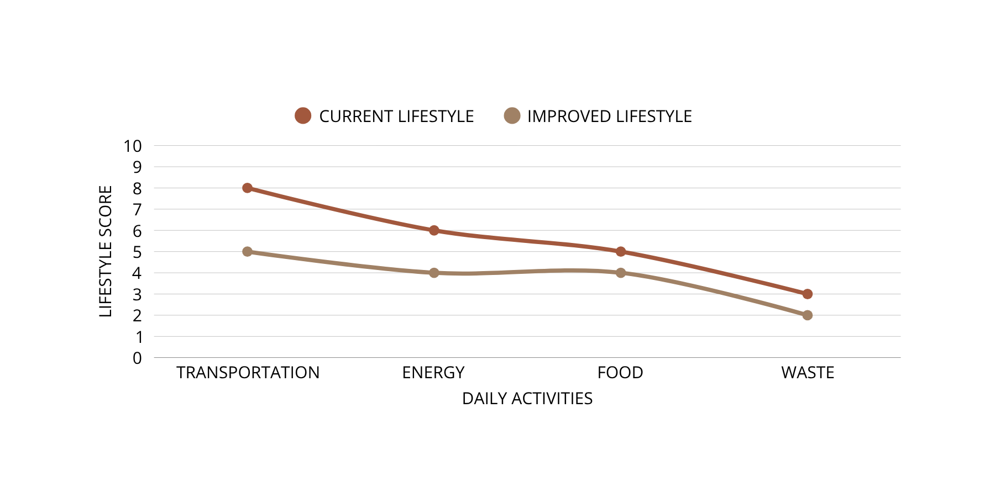 CURRENT LIFESTYLE
IMPROVED LIFESTYLE
LIFESTYLE SCORE
10
9
8
7
6
5
4
3
2
1
0
TRANSPORTATION
ENERGY
FOOD
WASTE
DAILY ACTIVITIES